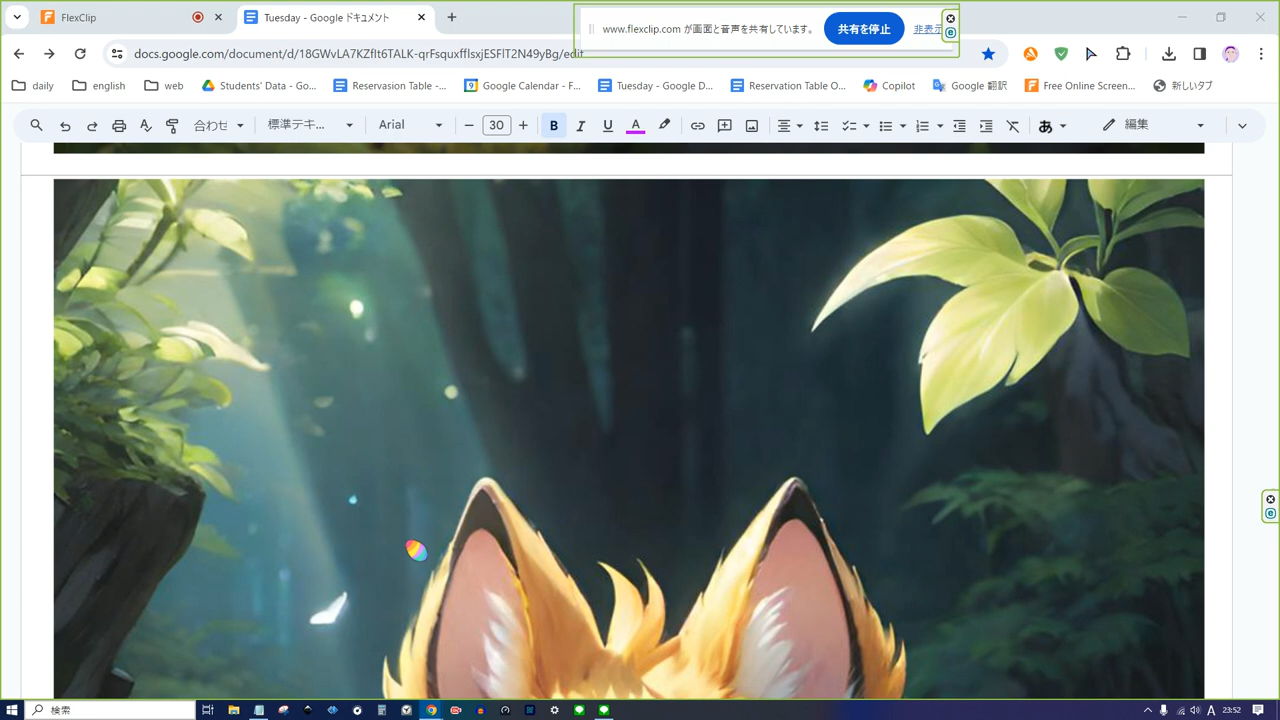 FlexClip
Tuesday - Google ドキュメント
www.flexclip.com が画面と音声を共有しています。
共有を停止
非表示
docs.google.com/document/d/18GWvLA7KZflt6TALK-qrFsquxfflsxjESFlT2N49yBg/edit
daily
english
web
Students' Data - Go...
Reservasion Table -...
Google Calendar - F...
Tuesday - Google D...
Reservation Table O...
Copilot
Google 翻訳
Free Online Screen...
新しいタブ
合わせ
標準テキ...
Arial
30
B
I
U
A
あ
編集
検索
A
23:52